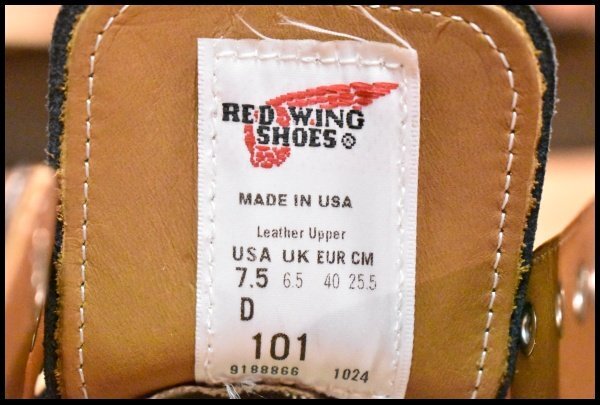 RED WING
SHOES ®
MADE IN USA
Leather Upper
USA UK EUR CM
7.5 6.5 40 25.5
D
101
9188866 1024